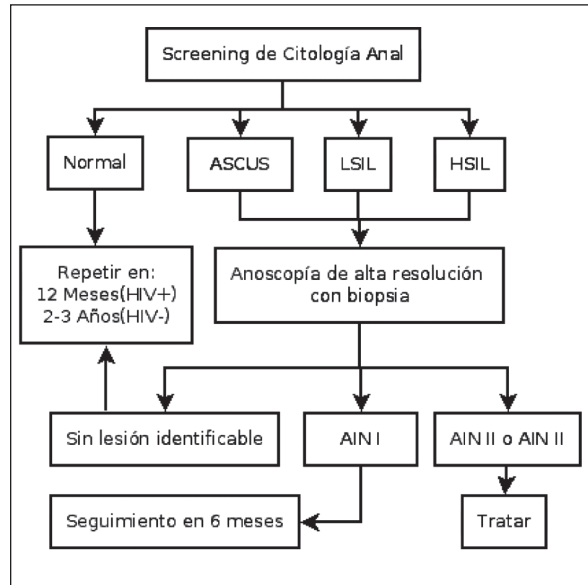 Screening de Citología Anal
Normal
ASCUS
LSIL
HSIL
Repetir en:
12 Meses(HIV+)
2-3 Años(HIV-)
Anoscopía de alta resolución
con biopsia
Sin lesión identificable
AIN I
AIN II o AIN II
Seguimiento en 6 meses
Tratar